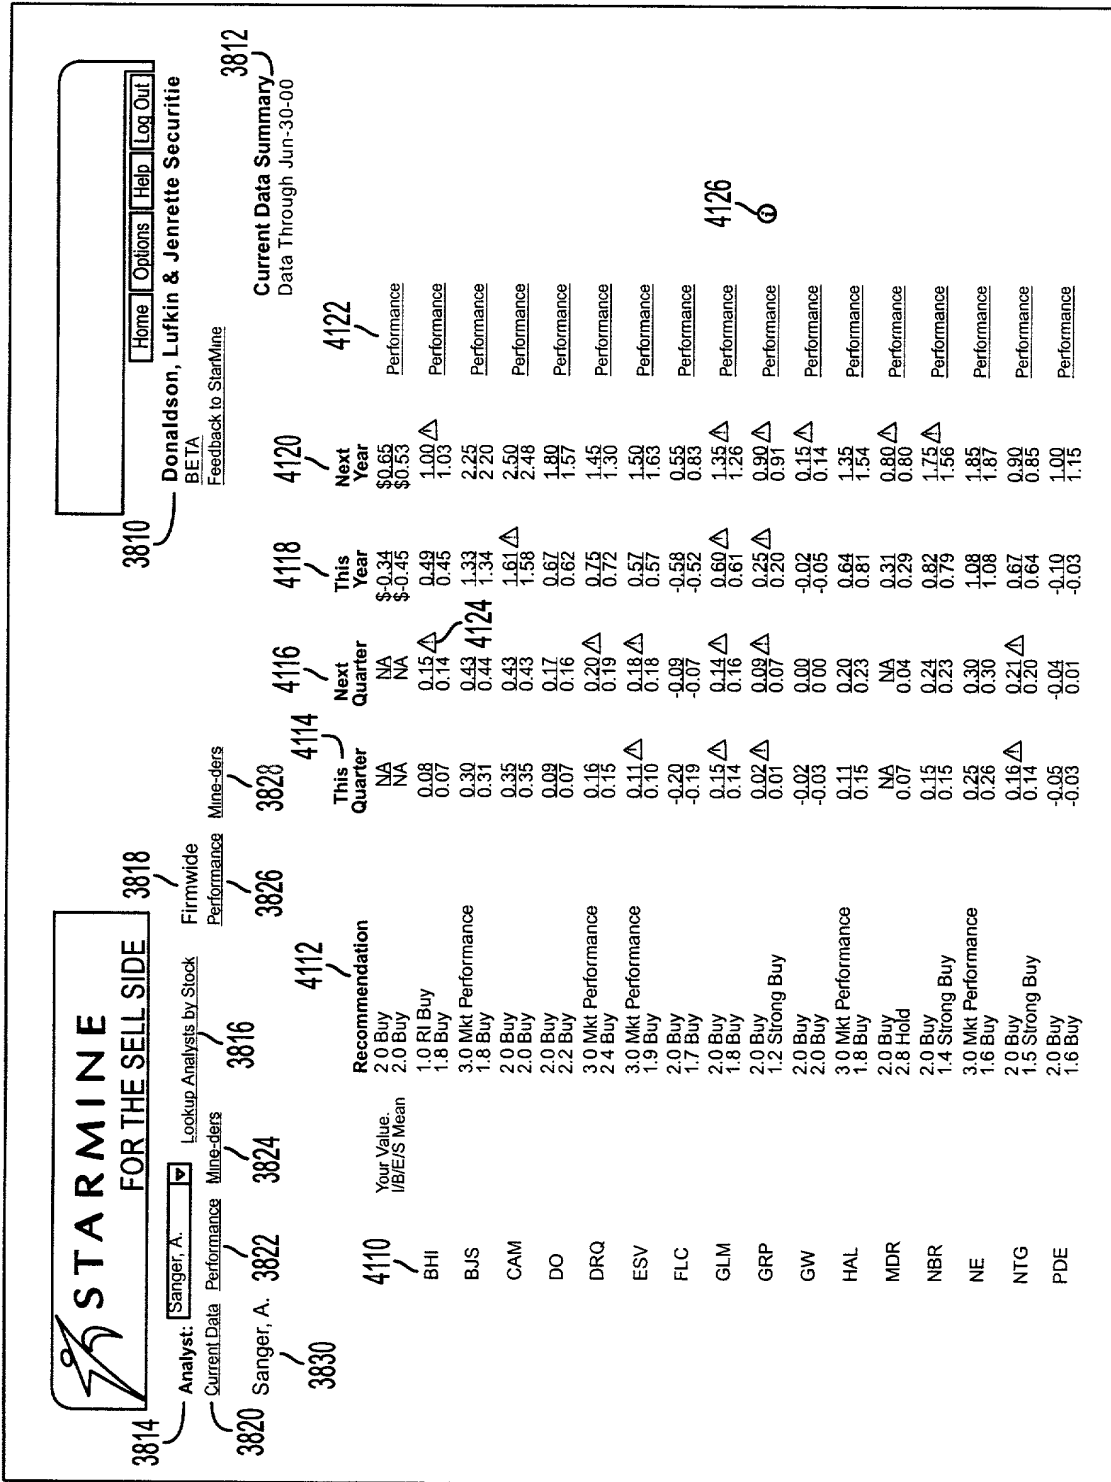 STARMINE
FOR THE SELL SIDE
Home Options Help Log Out
3810 Donaldson, Lufkin & Jenrette Securitie
BETA
Feedback to StarMine
3814 Analyst: Sanger, A. Lookup Analysts by Stock 3816
3818 Firmwide
3820 Current Data Performance 3822 Mine-ders 3824 Performance 3826 Mine-ders 3828
3812 Current Data Summary
Data Through Jun-30-00
Sanger, A. 3830
4110 4112 4114 4116 4118 4120 4122
Recommendation This Quarter Next Quarter This Year Next Year
Your Value. 2 0 Buy NA NA $-0.34 $0.65 Performance
I/B/E/S Mean 2.0 Buy NA NA $-0.45 $0.53
BHI 1.0 RI Buy 0.08 0.15 4124 0.49 1.00 Performance
1.8 Buy 0.07 0.14 0.45 1.03
BJS 3.0 Mkt Performance 0.30 0.43 1.33 2.25 Performance
1.8 Buy 0.31 0.44 1.34 2 20
CAM 2 0 Buy 0.35 0.43 1.61 2.50 Performance
2.0 Buy 0.35 0.43 1.58 2.48
DO 2.0 Buy 0.09 0.17 0.67 1.80 Performance
2.2 Buy 0.07 0.16 0.62 1.57
DRQ 3 0 Mkt Performance 0.16 0.20 0.75 1.45 Performance
2 4 Buy 0.15 0.19 0.72 1.30
ESV 3.0 Mkt Performance 0.11 0.18 0.57 1.50 Performance
1.9 Buy 0.10 0.18 0.57 1.63
FLC 2.0 Buy -0.20 -0.09 -0.58 0.55 Performance
1.7 Buy -0.19 -0.07 -0.52 0.83
GLM 2.0 Buy 0.15 0.14 0.60 1.35 Performance
1.8 Buy 0.14 0.16 0.61 1.26
GRP 2.0 Buy 0.02 0.09 0.25 0.90 Performance 4126
1.2 Strong Buy 0.01 0.07 0.20 0.91
GW 2.0 Buy -0.02 0.00 -0.02 0.15 Performance
2.0 Buy -0.03 0 00 -0.05 0.14
HAL 3 0 Mkt Performance 0.11 0.20 0.64 1.35 Performance
1.8 Buy 0.15 0.23 0.81 1.54
MDR 2.0 Buy NA NA 0.31 0.80 Performance
2.8 Hold 0.07 0.04 0.29 0.80
NBR 2.0 Buy 0.15 0.24 0.82 1.75 Performance
1.4 Strong Buy 0.15 0.23 0.79 1.56
NE 3.0 Mkt Performance 0.25 0.30 1.08 1.85 Performance
1.6 Buy 0.26 0.30 1.08 1.87
NTG 2 0 Buy 0.16 0.21 0.67 0.90 Performance
1.5 Strong Buy 0.14 0.20 0.64 0.85
PDE 2.0 Buy -0.05 -0.04 -0.10 1.00 Performance
1.6 Buy -0.03 0.01 -0.03 1.15